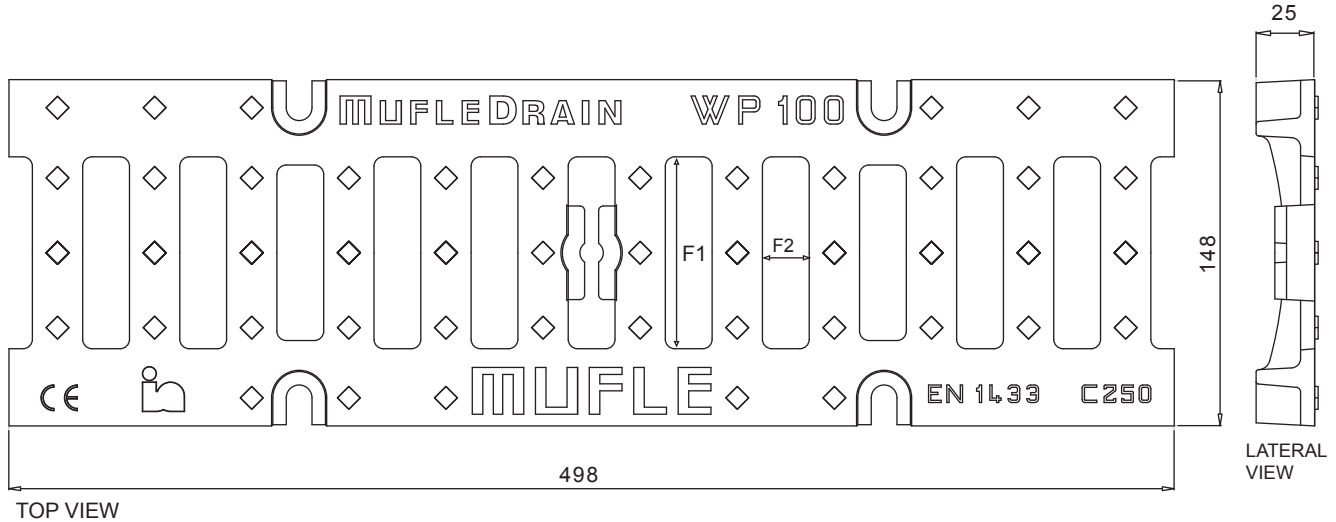 25
MUFLEDRAIN WP 100
F1
F2
148
CE
MUFLE
EN 1433 C250
LATERAL
VIEW
498
TOP VIEW